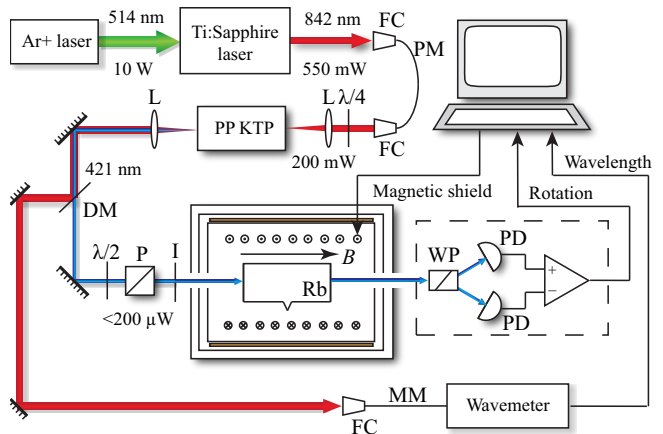 Ar+ laser
514 nm
10 W
Ti:Sapphire
laser
842 nm
550 mW
FC
PM
FC
L
PP KTP
L
λ/4
200 mW
421 nm
DM
λ/2
P
I
<200 µW
Magnetic shield
B
Rb
Wavelength
Rotation
WP
PD
PD
+
−
FC
MM
Wavemeter